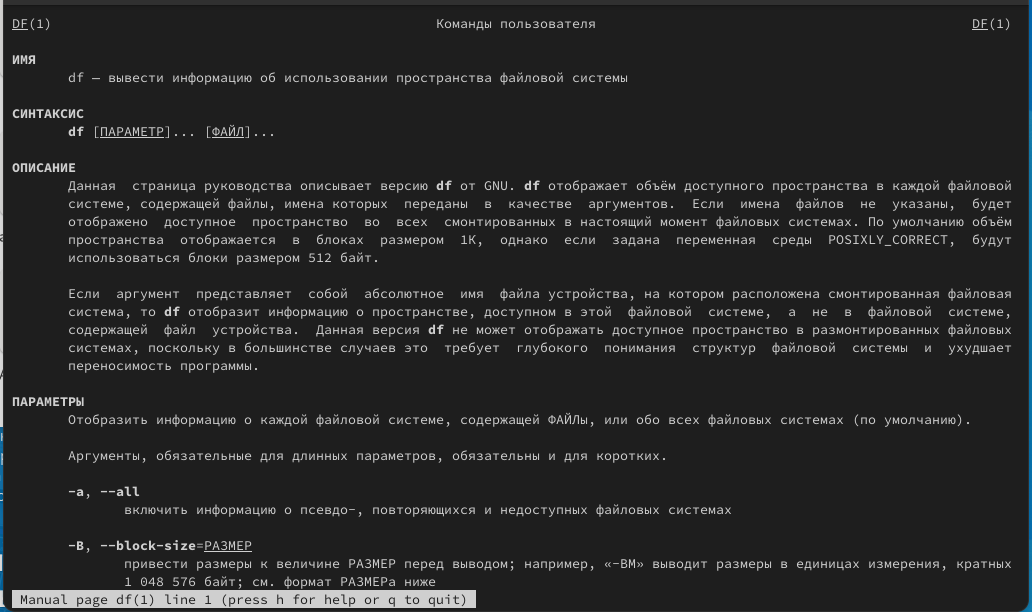 DF(1) Команды пользователя DF(1)
ИМЯ
df — вывести информацию об использовании пространства файловой системы
СИНТАКСИС
df [ПАРАМЕТР]... [ФАЙЛ]...
ОПИСАНИЕ
Данная страница руководства описывает версию df от GNU. df отображает объём доступного пространства в каждой файловой
системе, содержащей файлы, имена которых переданы в качестве аргументов. Если имена файлов не указаны, будет
отображено доступное пространство во всех смонтированных в настоящий момент файловых системах. По умолчанию объём
пространства отображается в блоках размером 1K, однако если задана переменная среды POSIXLY_CORRECT, будут
использоваться блоки размером 512 байт.
Если аргумент представляет собой абсолютное имя файла устройства, на котором расположена смонтированная файловая
система, то df отобразит информацию о пространстве, доступном в этой файловой системе, а не в файловой системе,
содержащей файл устройства. Данная версия df не может отображать доступное пространство в размонтированных файловых
системах, поскольку в большинстве случаев это требует глубокого понимания структур файловой системы и ухудшает
переносимость программы.
ПАРАМЕТРЫ
Отобразить информацию о каждой файловой системе, содержащей ФАЙЛы, или обо всех файловых системах (по умолчанию).
Аргументы, обязательные для длинных параметров, обязательны и для коротких.
-a, --all
включить информацию о псевдо-, повторяющихся и недоступных файловых системах
-B, --block-size=РАЗМЕР
привести размеры к величине РАЗМЕР перед выводом; например, «-BM» выводит размеры в единицах измерения, кратных
1 048 576 байт; см. формат РАЗМЕРа ниже
Manual page df(1) line 1 (press h for help or q to quit)